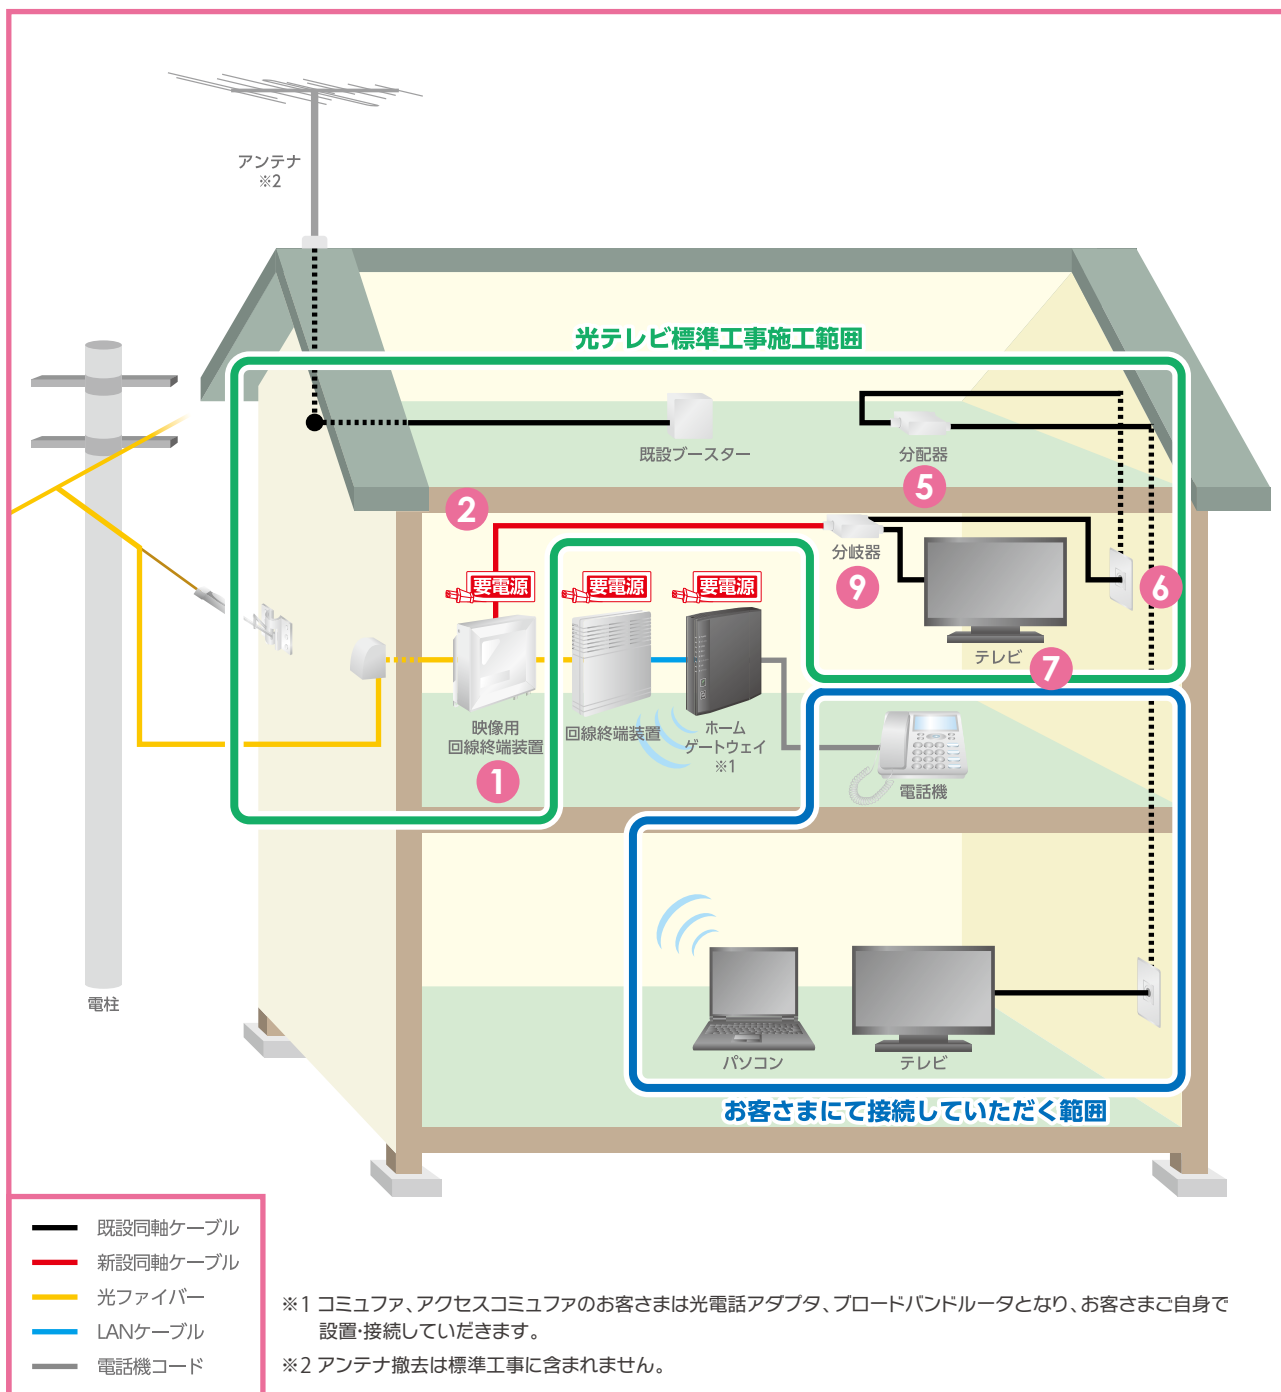 アンテナ
※2
光テレビ標準工事施工範囲
既設ブースター
分配器
5
2
分岐器
9
要電源
要電源
要電源
6
テレビ
7
映像用
回線終端装置
1
回線終端装置
ホーム
ゲートウェイ
※1
電話機
電柱
パソコン
テレビ
お客さまにて接続していただく範囲
既設同軸ケーブル
新設同軸ケーブル
光ファイバー
LANケーブル
電話機コード
※1 コミュファ、アクセスコミュファのお客さまは光電話アダプタ、ブロードバンドルータとなり、お客さまご自身で
設置・接続していだきます。
※2 アンテナ撤去は標準工事に含まれません。